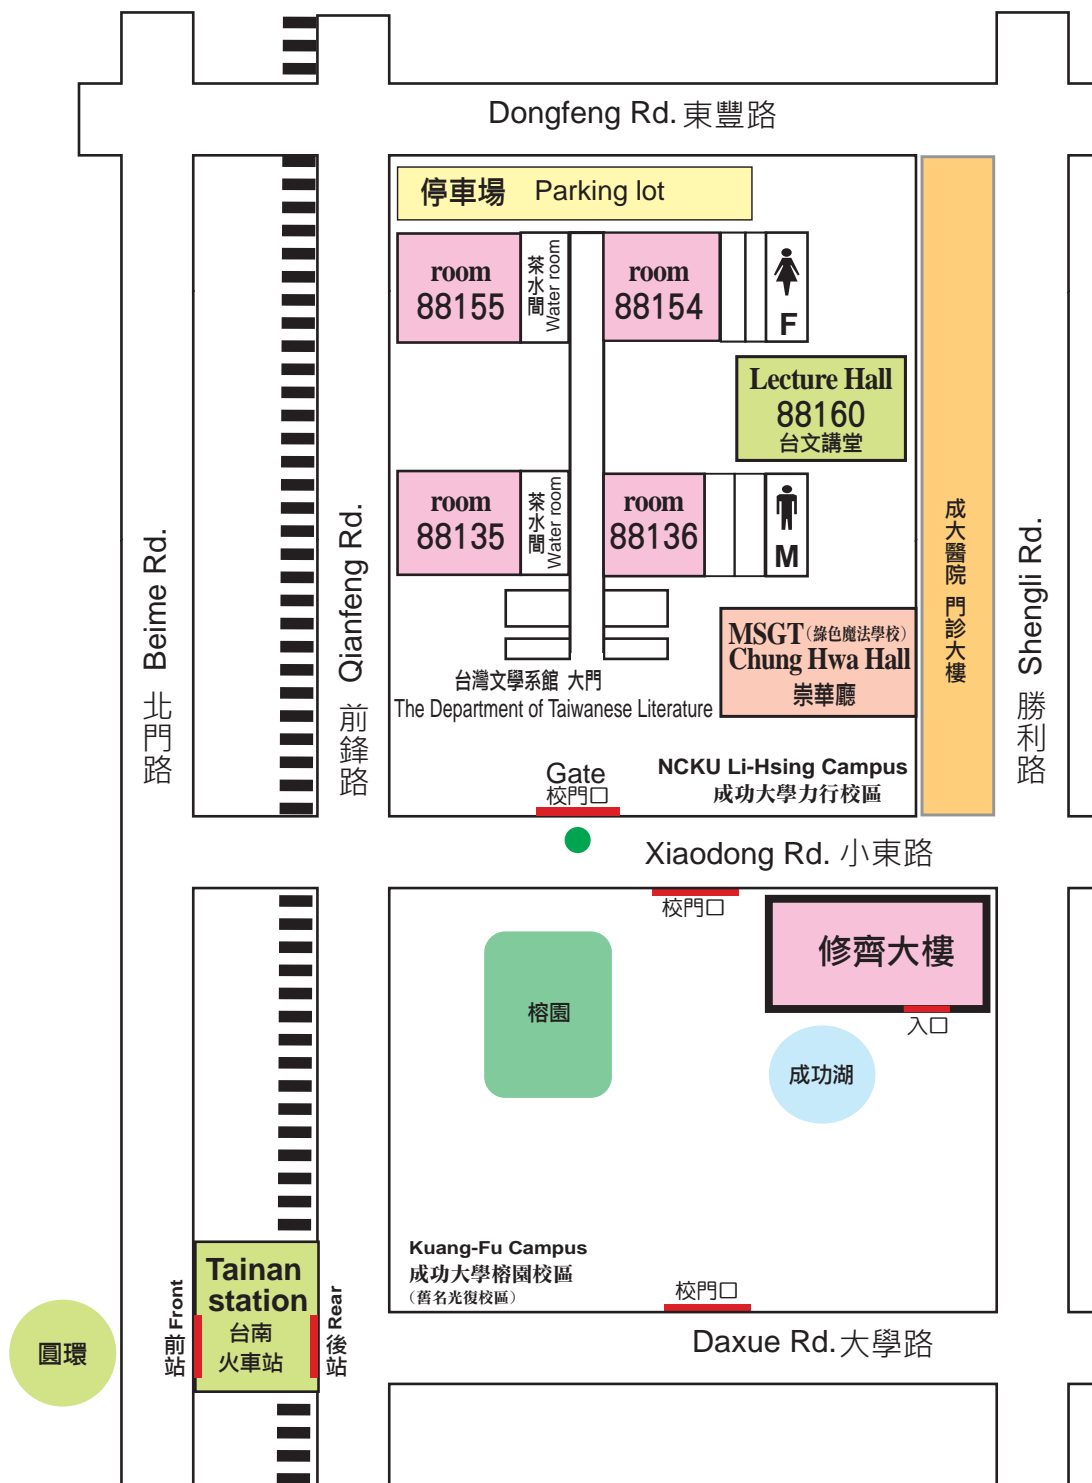 Dongfeng Rd. 東豐路
停車場 Parking lot
room
88155
茶水間
Water room
room
88154
F
Lecture Hall
88160
台文講堂
room
88135
茶水間
Water room
room
88136
M
成大醫院 門診大樓
Beime Rd.
北門路
Qianfeng Rd.
前鋒路
Shengli Rd.
勝利路
MSGT(綠色魔法學校)
Chung Hwa Hall
崇華廳
台灣文學系館 大門
The Department of Taiwanese Literature
Gate
校門口
NCKU Li-Hsing Campus
成功大學力行校區
Xiaodong Rd. 小東路
校門口
修齊大樓
入口
榕園
成功湖
Kuang-Fu Campus
成功大學榕園校區
(舊名光復校區)
校門口
Tainan
station
台南
火車站
Front
前站
Rear
後站
圓環
Daxue Rd. 大學路